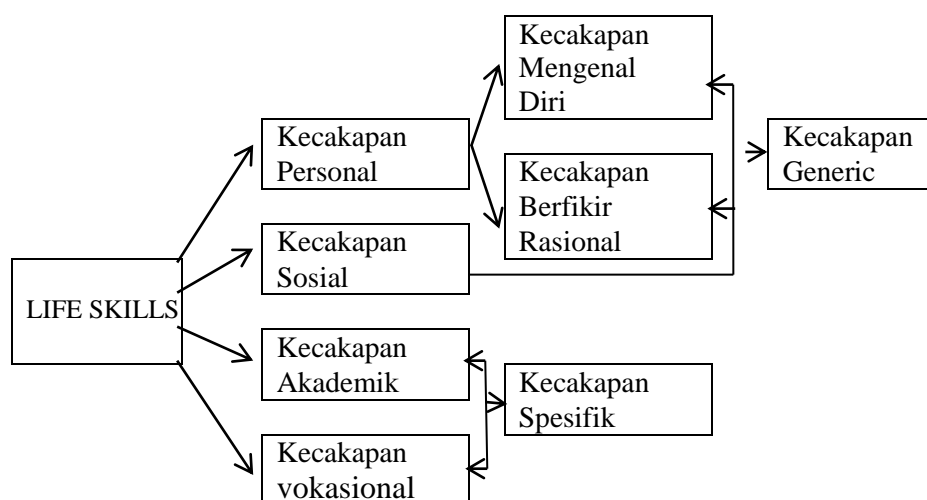 Kecakapan
Mengenal
Diri
Kecakapan
Personal
Kecakapan
Generic
Kecakapan
Berfikir
Rasional
Kecakapan
Sosial
LIFE SKILLS
Kecakapan
Akademik
Kecakapan
Spesifik
Kecakapan
vokasional